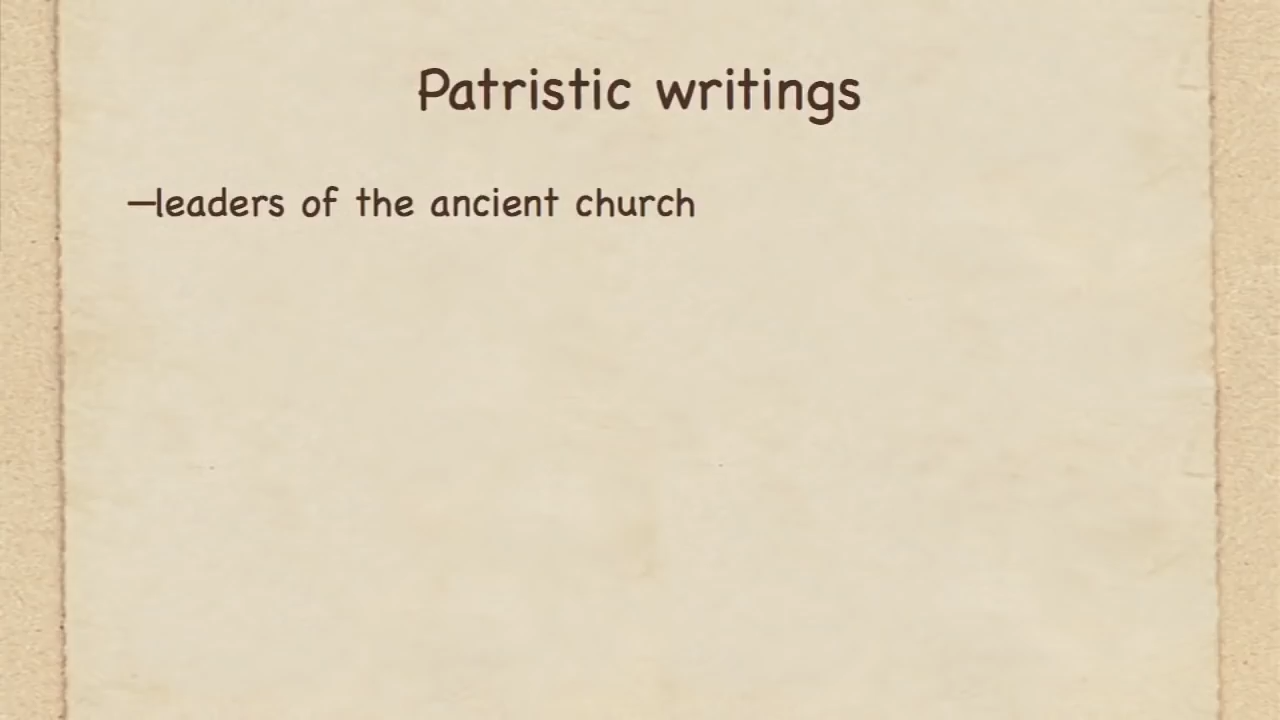 Patristic writings
—leaders of the ancient church